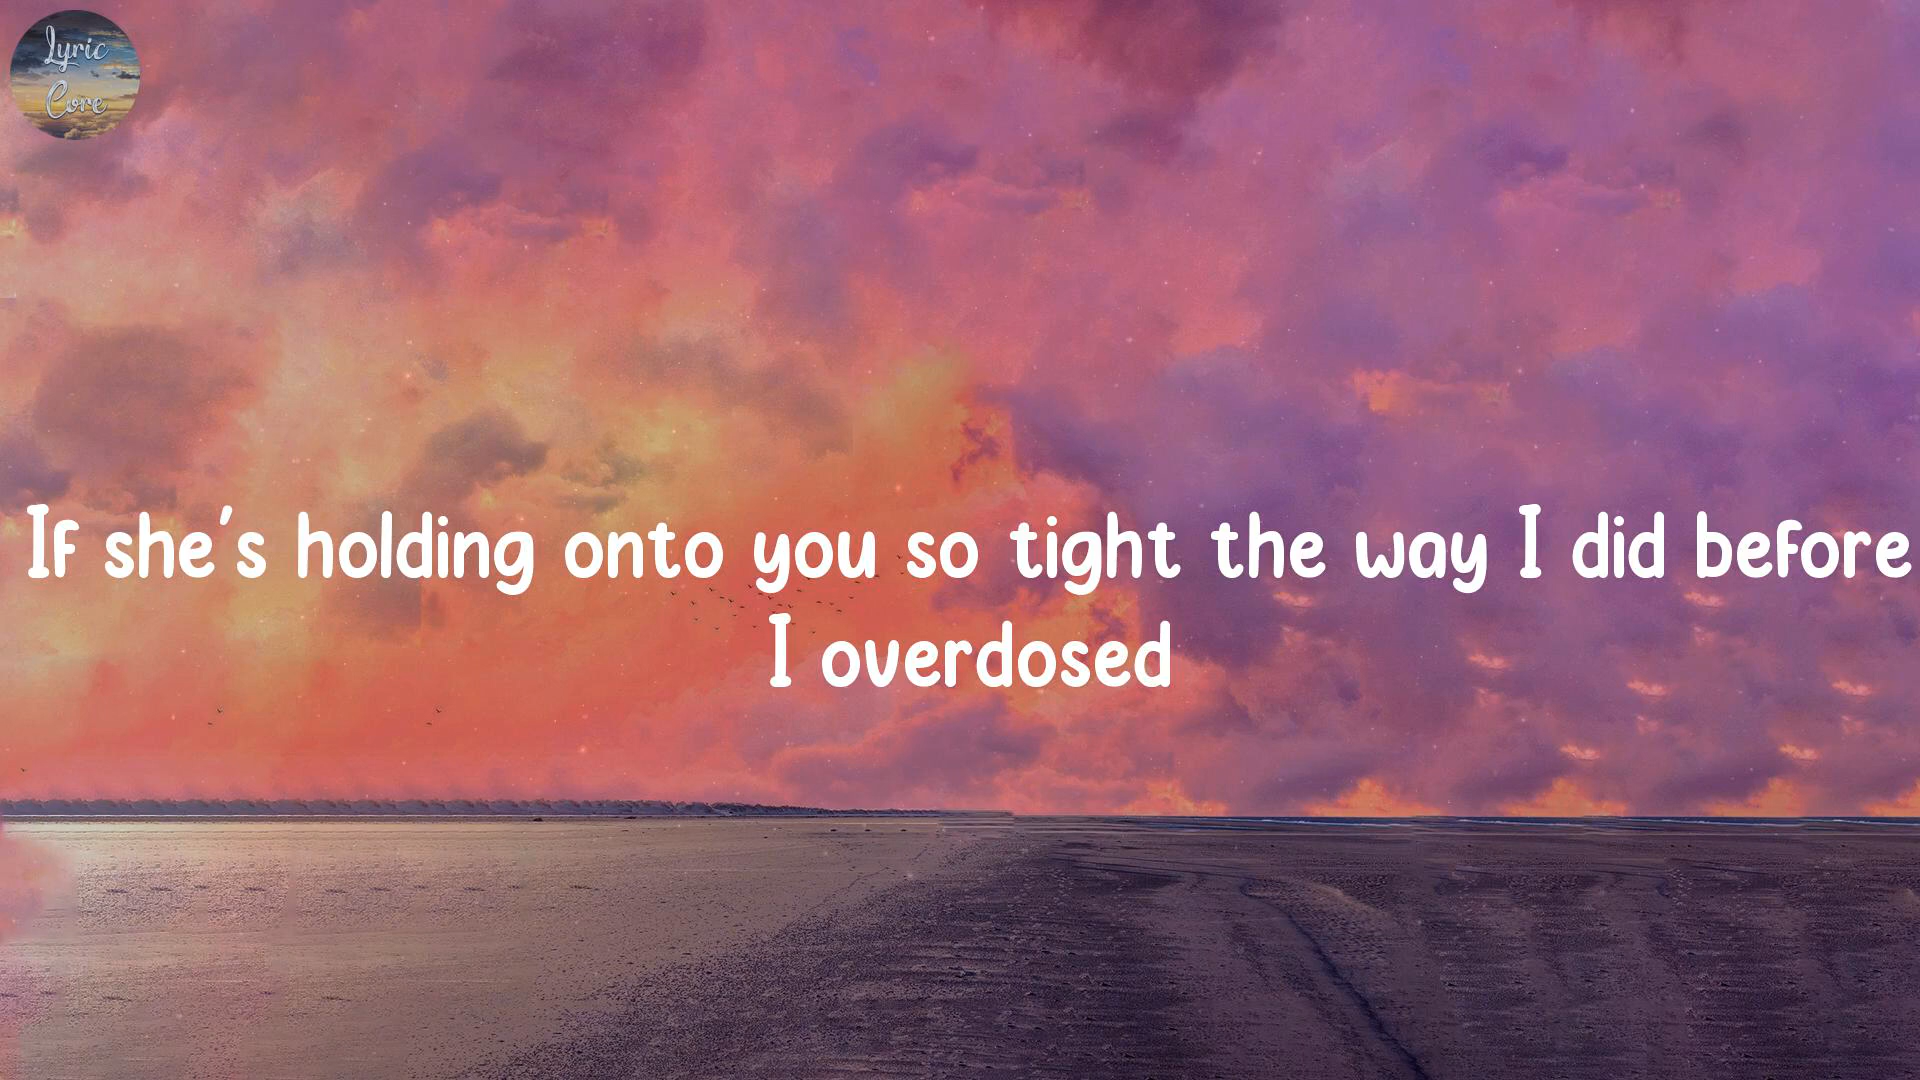 Lyric
Core
If she's holding onto you so tight the way I did before
I overdosed